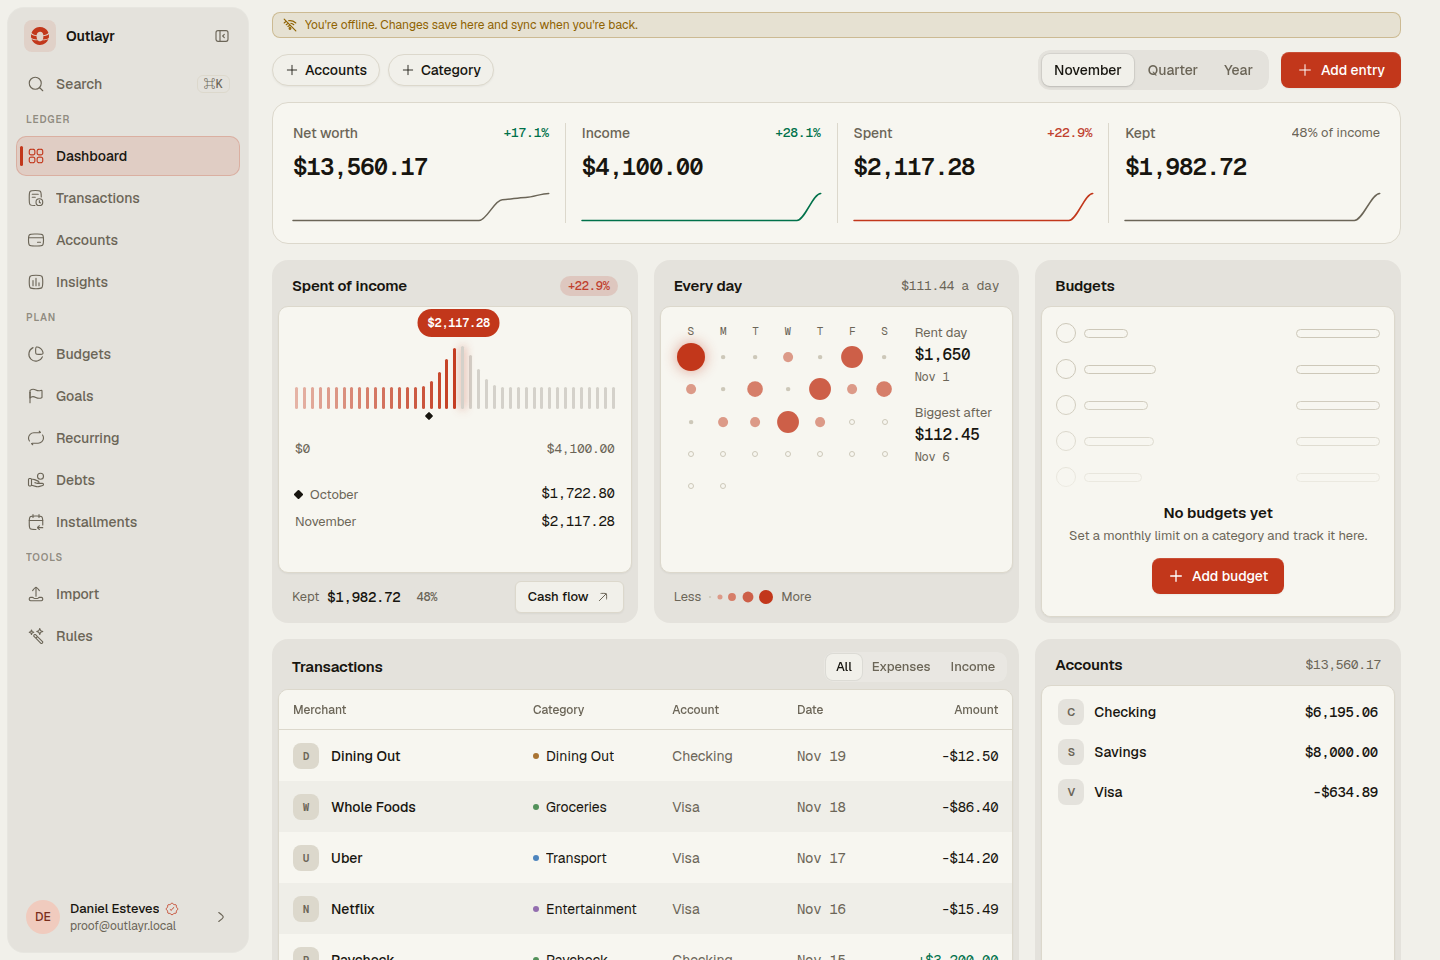 Outlayr
Search
⌘K
LEDGER
Dashboard
Transactions
Accounts
Insights
PLAN
Budgets
Goals
Recurring
Debts
Installments
TOOLS
Import
Rules
DE
Daniel Esteves
proof@outlayr.local
You're offline. Changes save here and sync when you're back.
+ Accounts
+ Category
November
Quarter
Year
+ Add entry
Net worth
+17.1%
$13,560.17
Income
+28.1%
$4,100.00
Spent
+22.9%
$2,117.28
Kept
48% of income
$1,982.72
Spent of income
+22.9%
$2,117.28
$0
$4,100.00
October
$1,722.80
November
$2,117.28
Kept $1,982.72 48%
Cash flow
Every day
$111.44 a day
S M T W T F S
Rent day
$1,650
Nov 1
Biggest after
$112.45
Nov 6
Less
More
Budgets
No budgets yet
Set a monthly limit on a category and track it here.
+ Add budget
Transactions
All
Expenses
Income
Merchant Category Account Date Amount
D Dining Out Dining Out Checking Nov 19 -$12.50
W Whole Foods Groceries Visa Nov 18 -$86.40
U Uber Transport Visa Nov 17 -$14.20
N Netflix Entertainment Visa Nov 16 -$15.49
Paycheck Paycheck Checking Nov 15 +$3,200.00
Accounts
$13,560.17
C Checking $6,195.06
S Savings $8,000.00
V Visa -$634.89